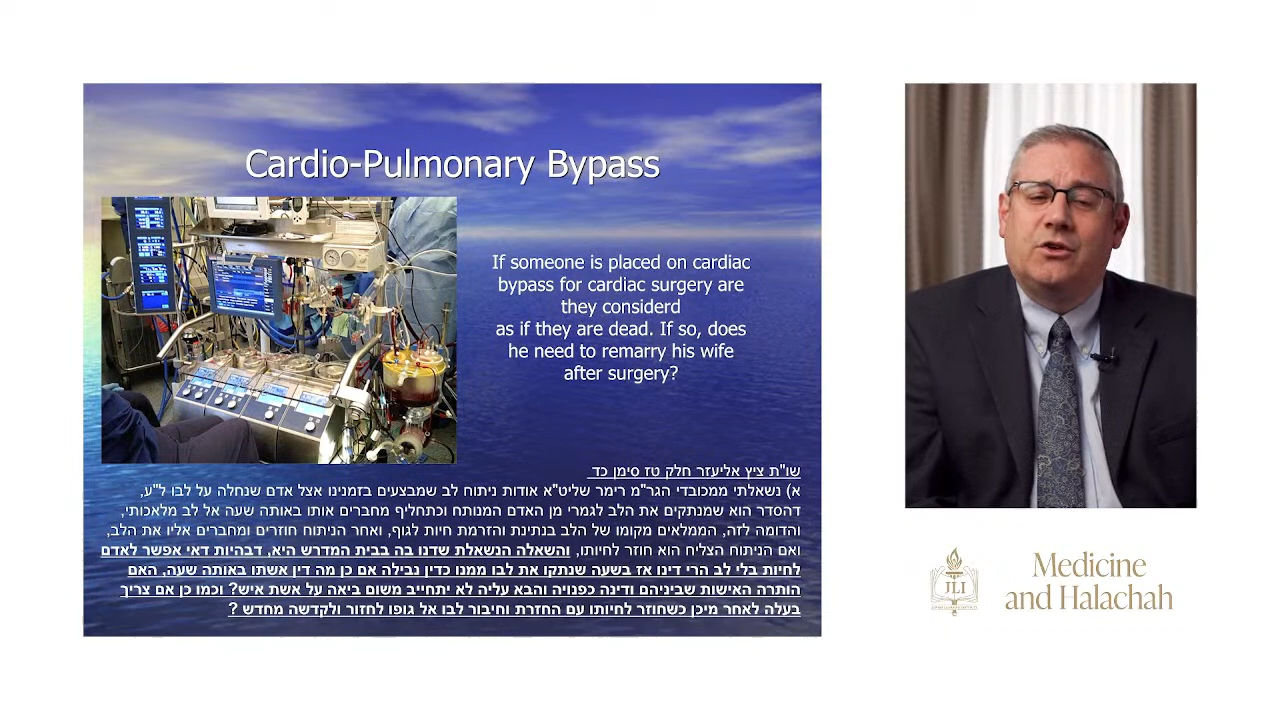 Cardio-Pulmonary Bypass
If someone is placed on cardiac
bypass for cardiac surgery are
they considerd
as if they are dead. If so, does
he need to remarry his wife
after surgery?
שו"ת ציץ אליעזר חלק טז סימן כד
א) נשאלתי ממכובדי הגר"מ רימר שליט"א אודות ניתוח לב שמבצעים בזמנינו אצל אדם שנחלה על לבו ל"ע,
דהסדר הוא שמנתקים את הלב לגמרי מן האדם המנותח וכתחליף מחברים אותו באותה שעה אל לב מלאכותי,
והדומה לזה, הממלאים מקומו של הלב בנתינת והזרמת חיות לגוף, ואחר הניתוח חוזרים ומחברים אליו את הלב,
ואם הניתוח הצליח הוא חוזר לחיותו, והשאלה הנשאלת שדנו בה בבית המדרש היא, דבהיות דאי אפשר לאדם
לחיות בלי לב הרי דינו אז בשעה שנתקו את לבו ממנו כדין נבילה אם כן מה דין אשתו באותה שעה, האם
הותרה האישות שביניהם ודינה כפנויה והבא עליה לא יתחייב משום ביאה על אשת איש? וכמו כן אם צריך
בעלה לאחר מיכן כשחוזר לחיותו עם החזרת וחיבור לבו אל גופו לחזור ולקדשה מחדש ?
JLI
Medicine
and Halachah